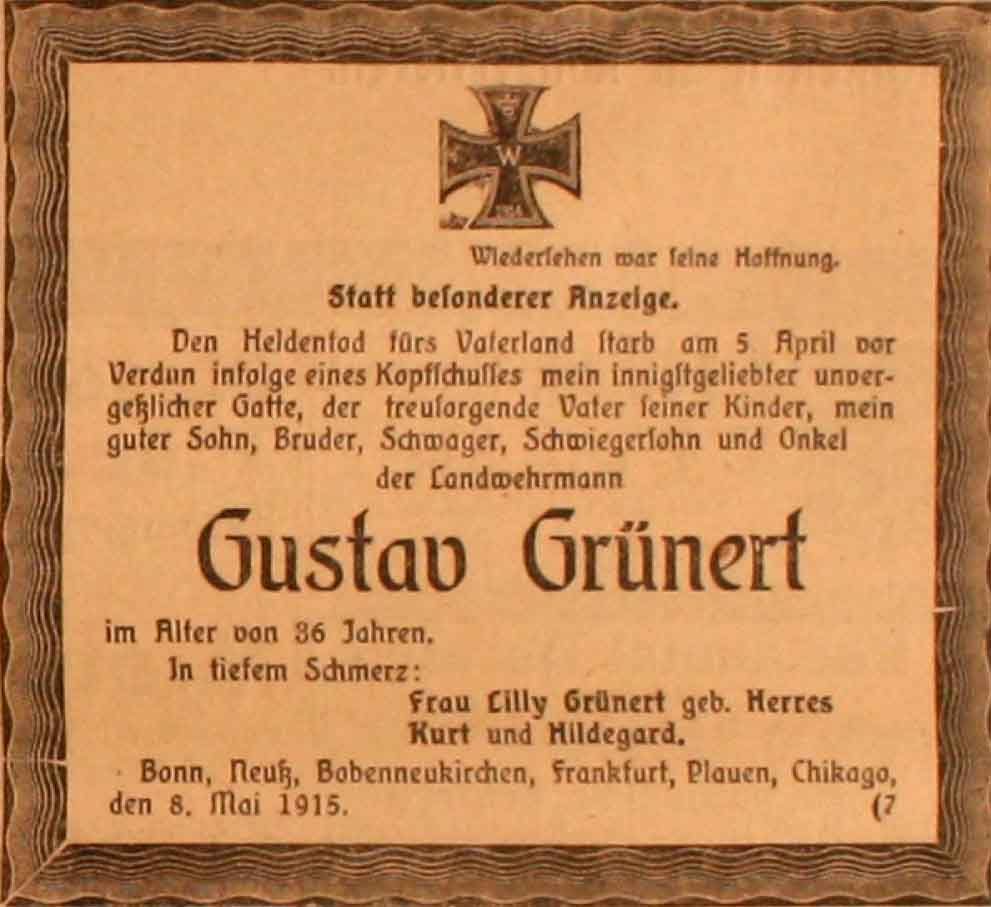 W
1914
Wiederſehen war ſeine Hoffnung.
Statt beſonderer Anzeige.
Den Heldentod fürs Vaterland ſtarb am 5 April vor
Verdun infolge eines Kopfſchuſſes mein innigſtgeliebter unver-
geßlicher Gatte, der treuſorgende Vater ſeiner Kinder, mein
guter Sohn, Bruder, Schwager, Schwiegerſohn und Onkel
der Landwehrmann
Gustav Grünert
im Alter von 36 Jahren.
In tiefem Schmerz:
Frau Lilly Grünert geb. Herres
Kurt und Hildegard.
Bonn, Neuß, Bobenneukirchen, Frankfurt, Plauen, Chikago,
den 8. Mai 1915. (7